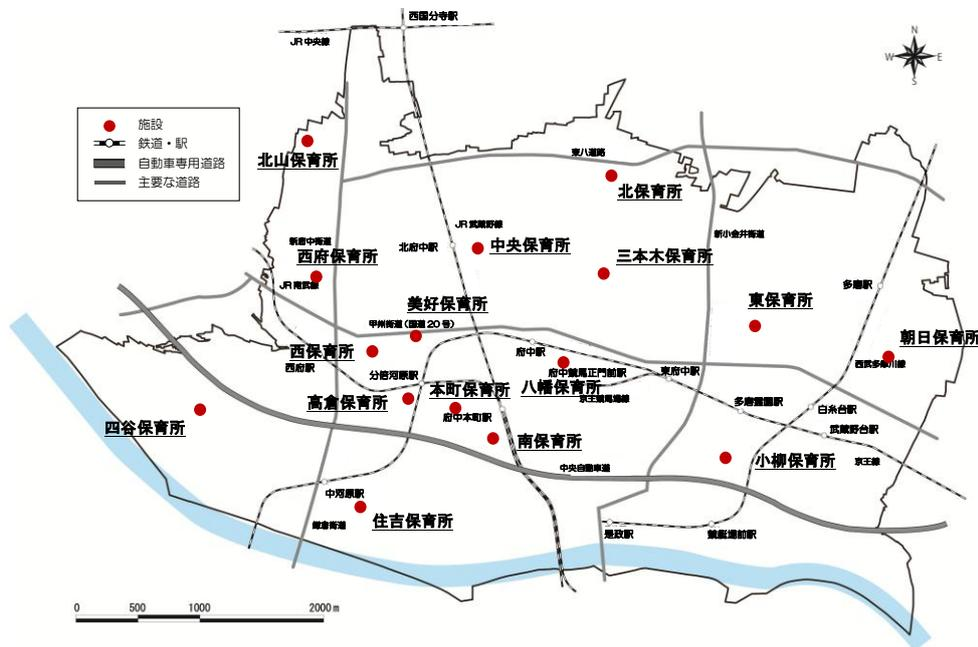 西国分寺駅
JR中央線
N
W
E
S
施設
鉄道・駅
自動車専用道路
主要な道路
北山保育所
東八道路
北保育所
JR武蔵野線
新小金井街道
北府中駅
中央保育所
西府保育所
JR南武線
三本木保育所
多磨駅
美好保育所
東保育所
甲州街道(国道20号)
朝日保育所
西保育所
西府駅
分倍河原駅
府中駅
府中競馬正門前駅
八幡保育所
東府中駅
京王競馬場線
高倉保育所
本町保育所
府中本町駅
多磨霊園駅
白糸台駅
武蔵野台駅
京王線
四谷保育所
南保育所
小柳保育所
中央自動車道
中河原駅
住吉保育所
鎌倉街道
是政駅
競艇場前駅
0
500
1000
2000m